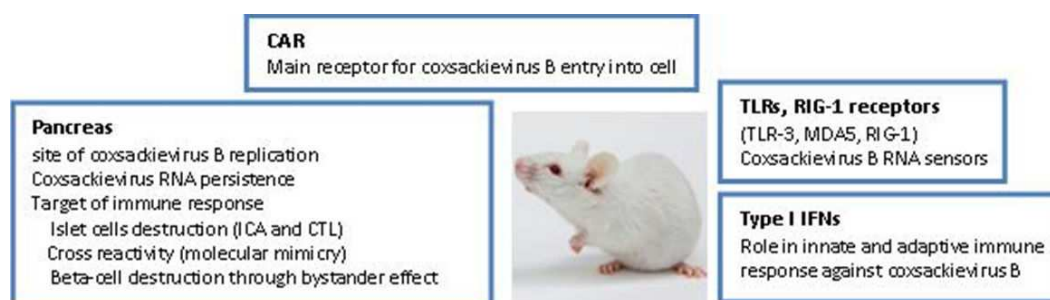 CAR
Main receptor for coxsackievirus B entry into cell
Pancreas
site of coxsackievirus B replication
Coxsackievirus RNA persistence
Target of immune response
Islet cells destruction (ICA and CTL)
Cross reactivity (molecular mimicry)
Beta-cell destruction through bystander effect
TLRs, RIG-1 receptors
(TLR-3, MDA5, RIG-1)
Coxsackievirus B RNA sensors
Type I IFNs
Role in innate and adaptive immune
response against coxsackievirus B